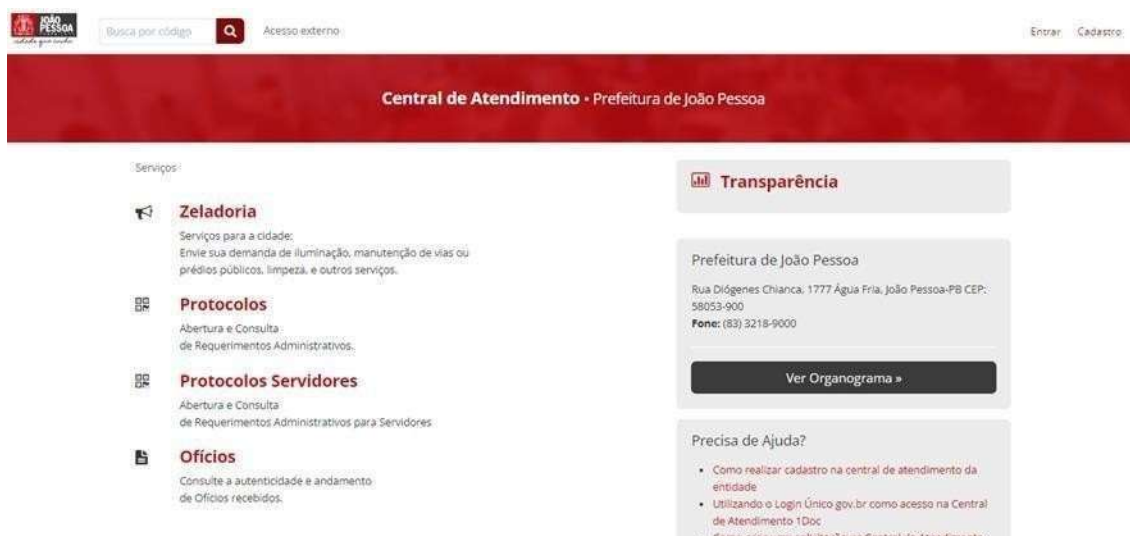 JOÃO
PESSOA
cidade que cuida
Busca por código
Acesso externo
Entrar
Cadastro
Central de Atendimento • Prefeitura de João Pessoa
Serviços
Zeladoria
Serviços para a cidade:
Envie sua demanda de iluminação, manutenção de vias ou
prédios públicos, limpeza, e outros serviços.
Protocolos
Abertura e Consulta
de Requerimentos Administrativos.
Protocolos Servidores
Abertura e Consulta
de Requerimentos Administrativos para Servidores
Ofícios
Consulte a autenticidade e andamento
de Ofícios recebidos.
Transparência
Prefeitura de João Pessoa
Rua Diógenes Chianca, 1777 Água Fria, João Pessoa-PB CEP:
58053-900
Fone: (83) 3218-9000
Ver Organograma »
Precisa de Ajuda?
• Como realizar cadastro na central de atendimento da
entidade
• Utilizando o Login Único gov.br como acesso na Central
de Atendimento 1Doc